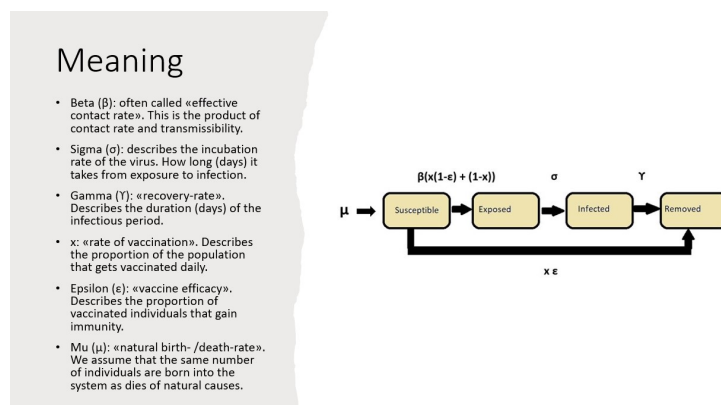 Meaning
• Beta (β): often called «effective
contact rate». This is the product of
contact rate and transmissibility.
• Sigma (σ): describes the incubation
rate of the virus. How long (days) it
takes from exposure to infection.
• Gamma (ϒ): «recovery-rate».
Describes the duration (days) of the
infectious period.
• x: «rate of vaccination». Describes
the proportion of the population
that gets vaccinated daily.
• Epsilon (ε): «vaccine efficacy».
Describes the proportion of
vaccinated individuals that gain
immunity.
• Mu (μ): «natural birth- /death-rate».
We assume that the same number
of individuals are born into the
system as dies of natural causes.
β(x(1-ε) + (1-x)) σ ϒ
μ Susceptible Exposed Infected Removed
x ε